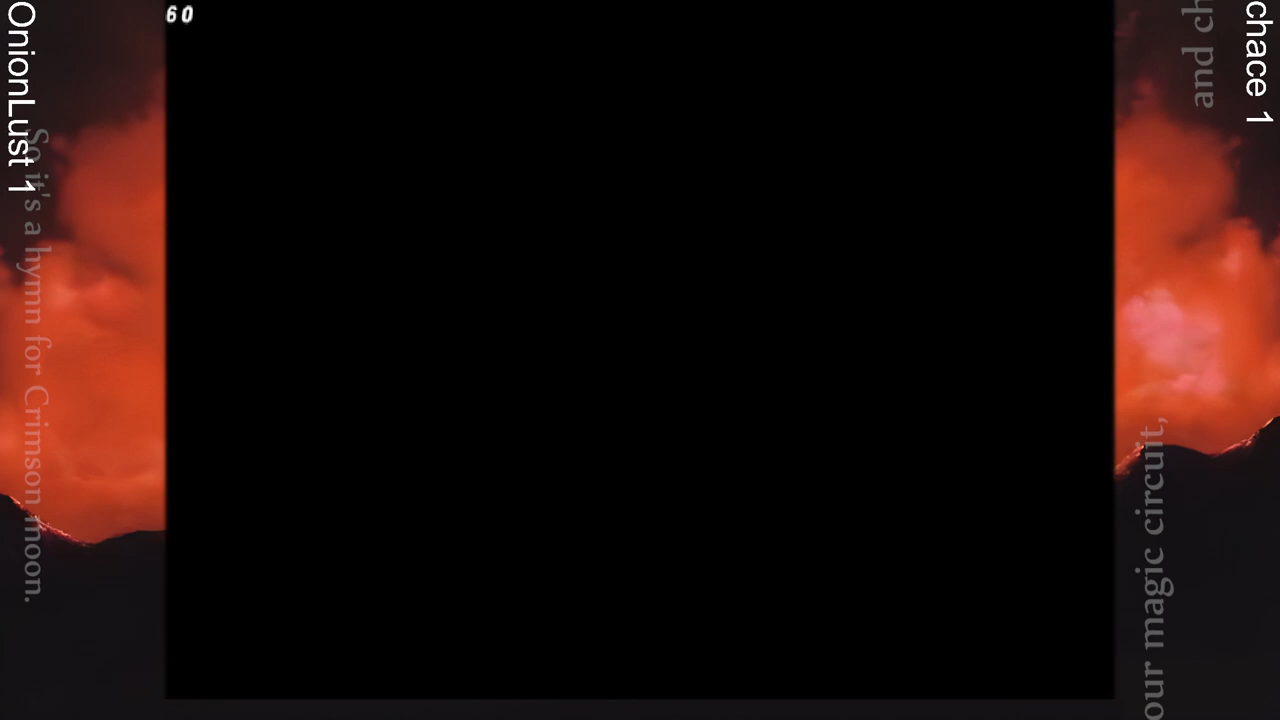 60
OnionLust 1
So it's a hymn for Crimson moon.
chace 1
and ch
our magic circuit,